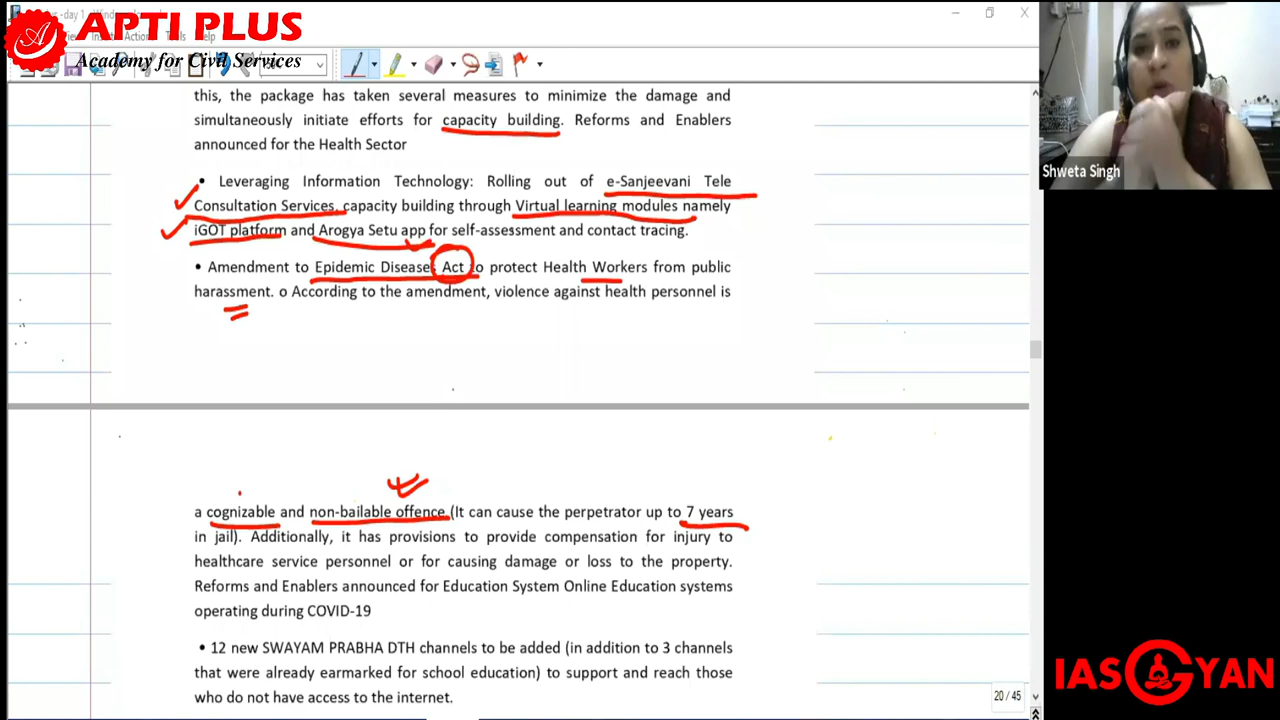 APTI PLUS
Academy for Civil Services
this, the package has taken several measures to minimize the damage and
simultaneously initiate efforts for capacity building. Reforms and Enablers
announced for the Health Sector
• Leveraging Information Technology: Rolling out of e-Sanjeevani Tele
Consultation Services, capacity building through Virtual learning modules namely
iGOT platform and Arogya Setu app for self-assessment and contact tracing.
• Amendment to Epidemic Diseases Act to protect Health Workers from public
harassment. o According to the amendment, violence against health personnel is
a cognizable and non-bailable offence (It can cause the perpetrator up to 7 years
in jail). Additionally, it has provisions to provide compensation for injury to
healthcare service personnel or for causing damage or loss to the property.
Reforms and Enablers announced for Education System Online Education systems
operating during COVID-19
• 12 new SWAYAM PRABHA DTH channels to be added (in addition to 3 channels
that were already earmarked for school education) to support and reach those
who do not have access to the internet.
20 / 45
Shweta Singh
IAS GYAN